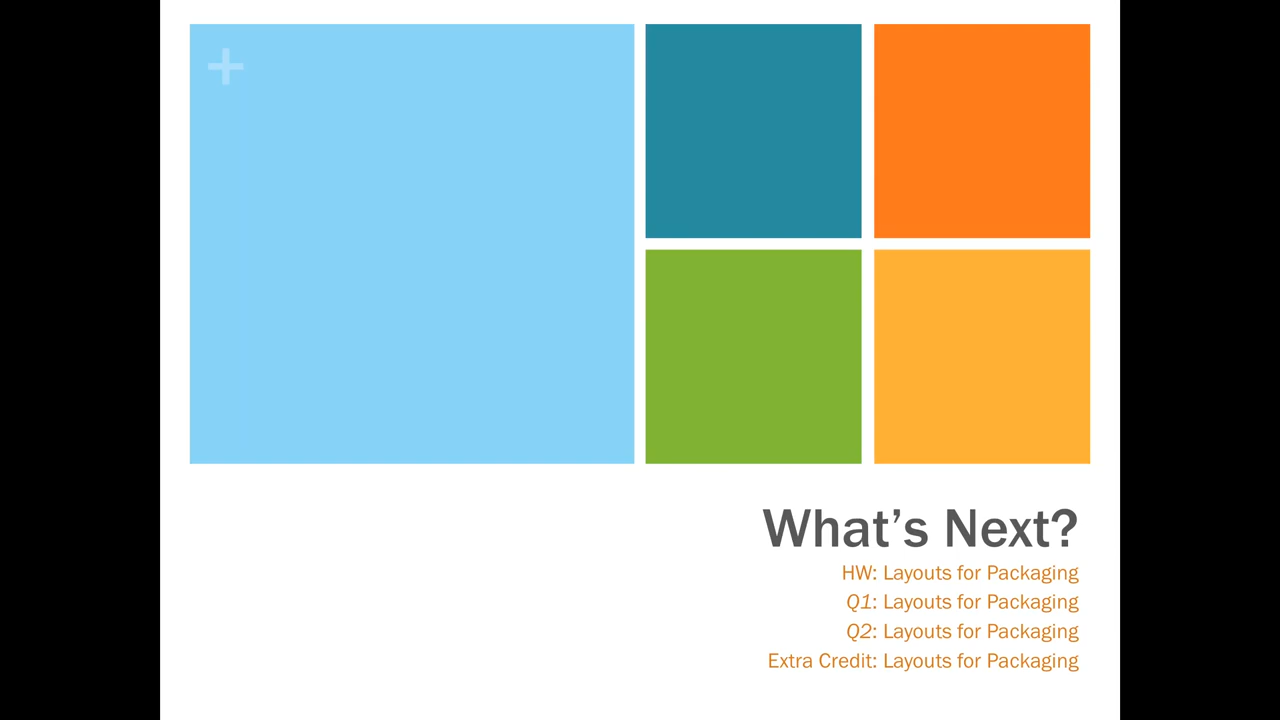 +
What's Next?
HW: Layouts for Packaging
Q1: Layouts for Packaging
Q2: Layouts for Packaging
Extra Credit: Layouts for Packaging